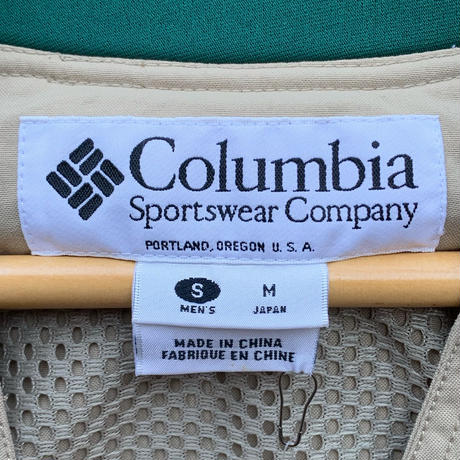 Columbia
Sportswear Company
PORTLAND, OREGON U.S.A.
S M
MEN'S JAPAN
MADE IN CHINA
FABRIQUE EN CHINE